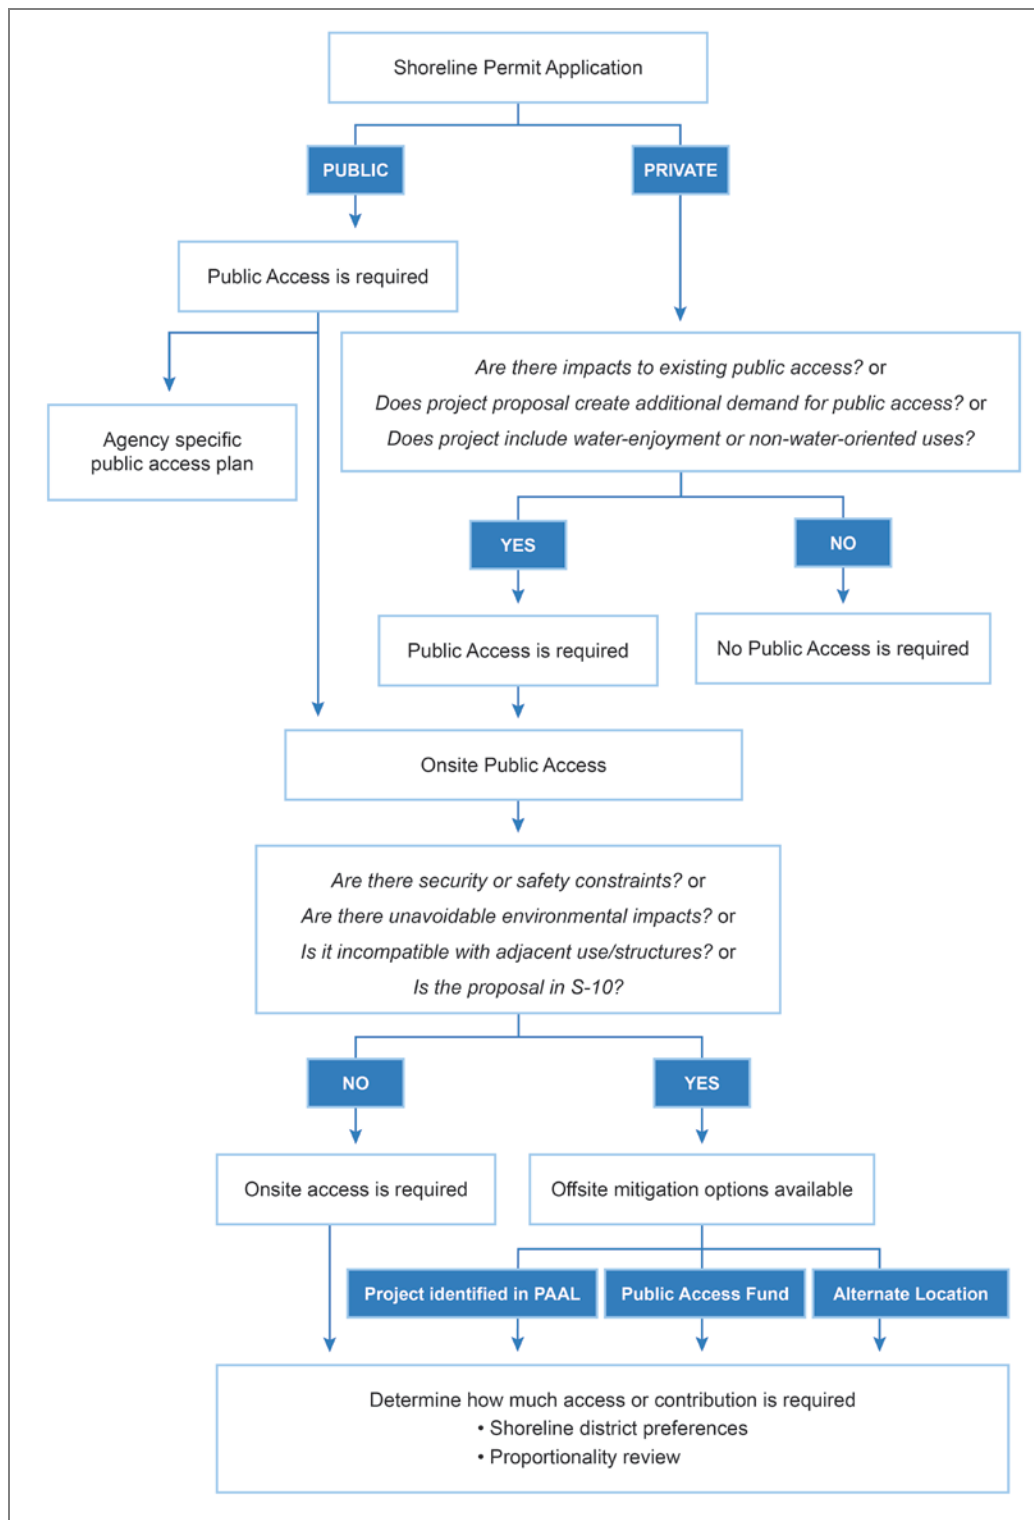 Shoreline Permit Application
PUBLIC
PRIVATE
Public Access is required
Are there impacts to existing public access? or
Does project proposal create additional demand for public access? or
Does project include water-enjoyment or non-water-oriented uses?
Agency specific
public access plan
YES
NO
Public Access is required
No Public Access is required
Onsite Public Access
Are there security or safety constraints? or
Are there unavoidable environmental impacts? or
Is it incompatible with adjacent use/structures? or
Is the proposal in S-10?
NO
YES
Onsite access is required
Offsite mitigation options available
Project identified in PAAL
Public Access Fund
Alternate Location
Determine how much access or contribution is required
• Shoreline district preferences
• Proportionality review